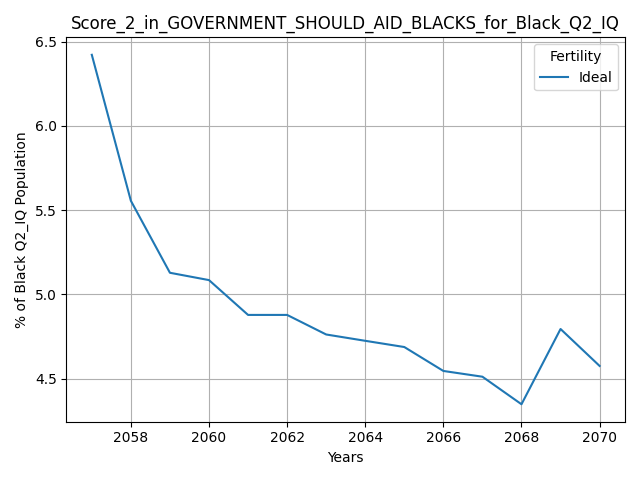 Score_2_in_GOVERNMENT_SHOULD_AID_BLACKS_for_Black_Q2_IQ
6.5
6.0
5.5
5.0
4.5
% of Black Q2_IQ Population
Fertility
Ideal
2058 2060 2062 2064 2066 2068 2070
Years